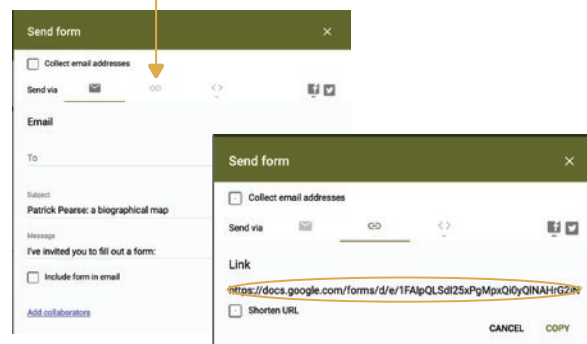 Send form
Collect email addresses
Send via
Email
To
Subject
Patrick Pearse: a biographical map
Message
I've invited you to fill out a form:
Include form in email
Add collaborators
Send form
Collect email addresses
Send via
Link
https://docs.google.com/forms/d/e/1FAIpQLSdI25xPgMpxQi0yQlNAHrG2iN
Shorten URL
CANCEL COPY